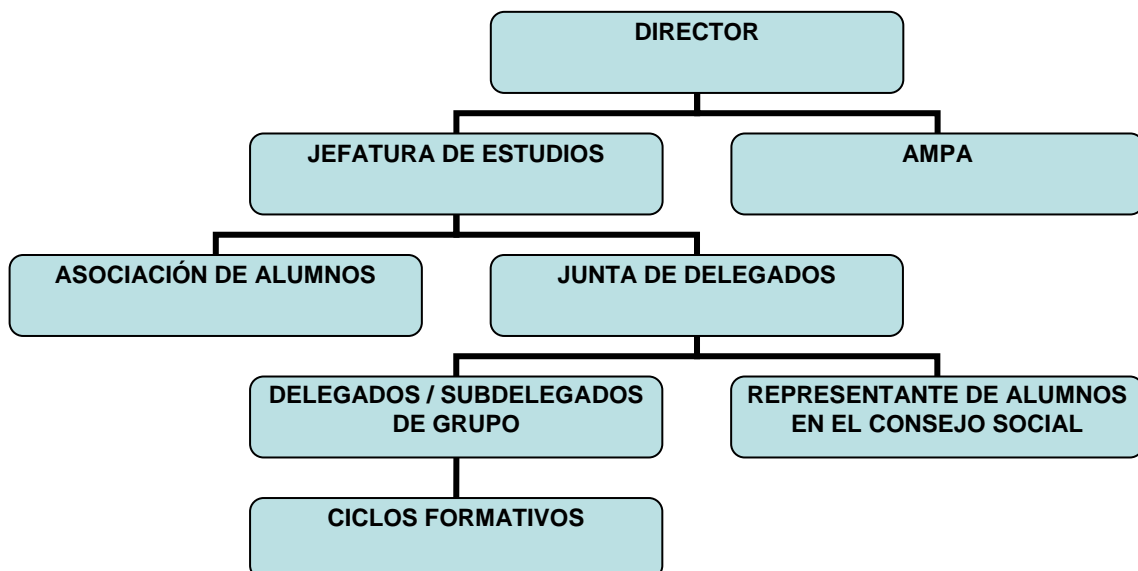 DIRECTOR
JEFATURA DE ESTUDIOS
AMPA
ASOCIACIÓN DE ALUMNOS
JUNTA DE DELEGADOS
DELEGADOS / SUBDELEGADOS
DE GRUPO
REPRESENTANTE DE ALUMNOS
EN EL CONSEJO SOCIAL
CICLOS FORMATIVOS